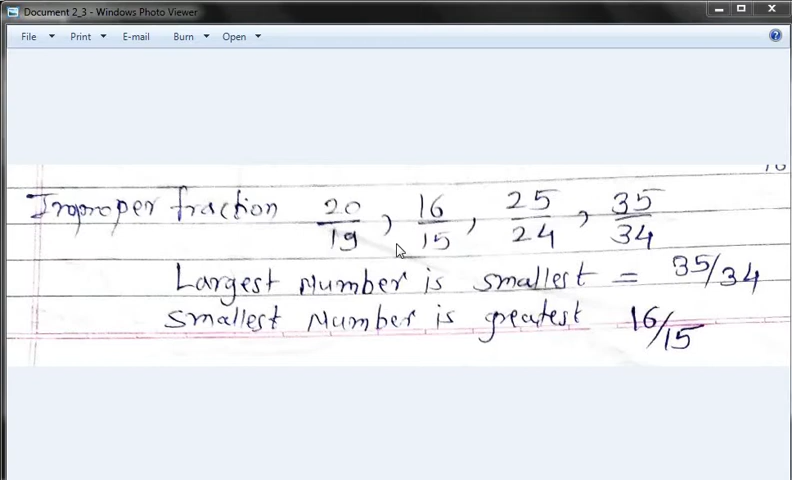 Document 2_3 - Windows Photo Viewer
File Print E-mail Burn Open
Improper fraction 20/19, 16/15, 25/24, 35/34
Largest Number is smallest = 35/34
Smallest Number is greatest 16/15